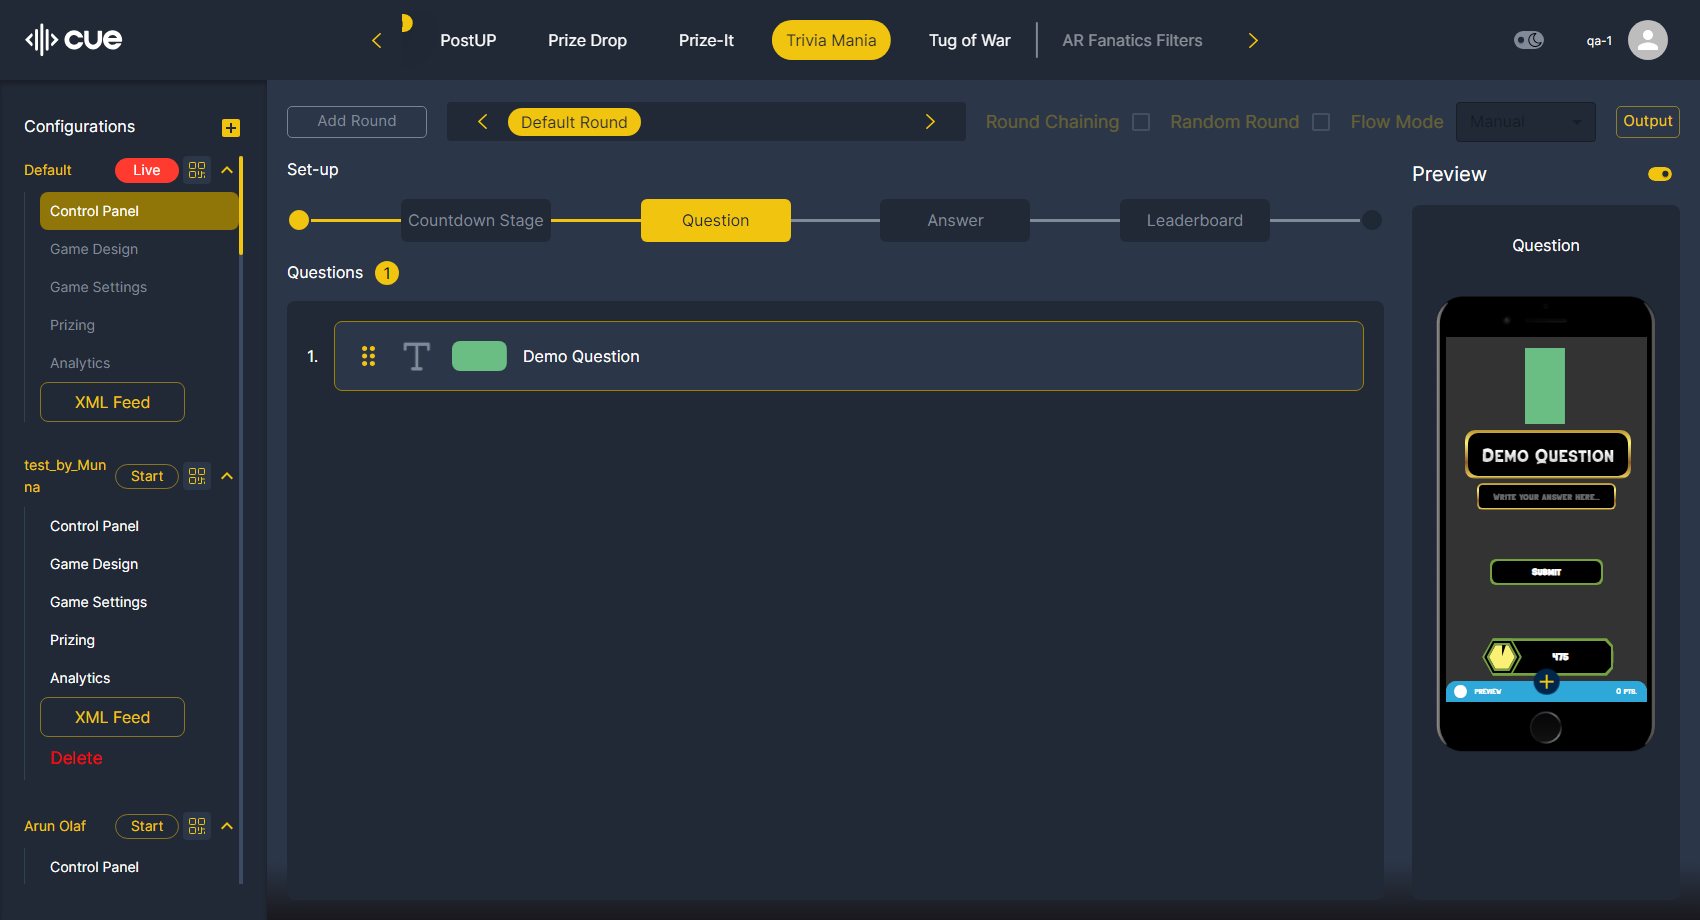 cue
PostUP
Prize Drop
Prize-It
Trivia Mania
Tug of War
AR Fanatics Filters
qa-1
Configurations
Default
Live
Control Panel
Game Design
Game Settings
Prizing
Analytics
XML Feed
test_by_Mun
na
Start
Control Panel
Game Design
Game Settings
Prizing
Analytics
XML Feed
Delete
Arun Olaf
Start
Control Panel
Add Round
Default Round
Round Chaining
Random Round
Flow Mode
Manual
Output
Set-up
Countdown Stage
Question
Answer
Leaderboard
Questions 1
1.
T
Demo Question
Preview
Question
Demo Question
Write your answer here...
Submit
475
Preview
0 pts.